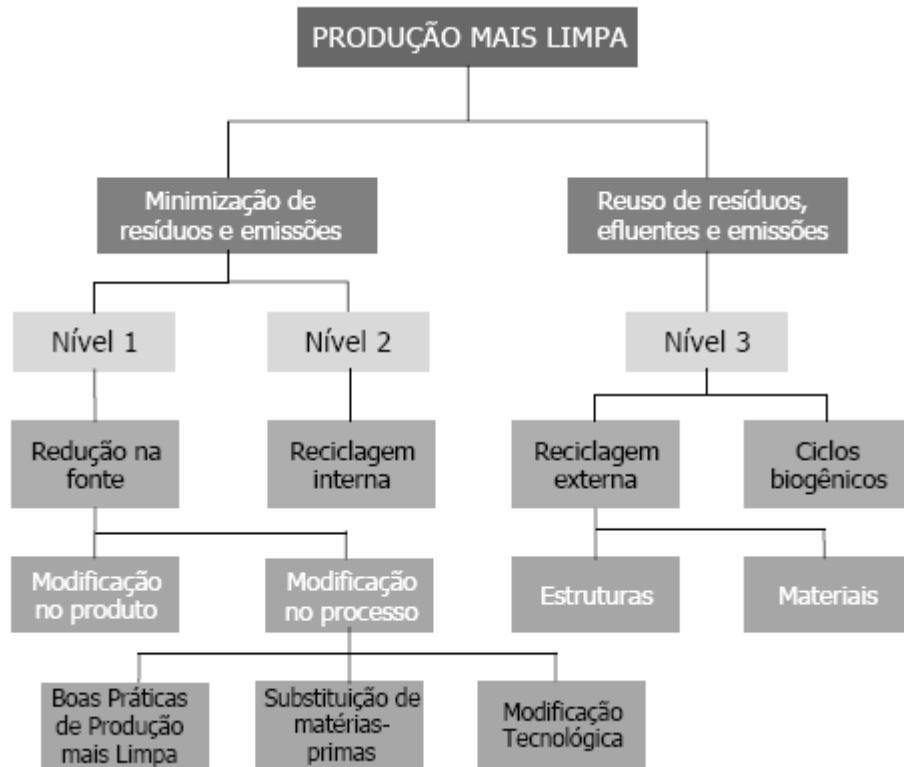 PRODUÇÃO MAIS LIMPA
Minimização de
resíduos e emissões
Reuso de resíduos,
efluentes e emissões
Nível 1
Nível 2
Nível 3
Redução na
fonte
Reciclagem
interna
Reciclagem
externa
Ciclos
biogênicos
Modificação
no produto
Modificação
no processo
Estruturas
Materiais
Boas Práticas
de Produção
mais Limpa
Substituição de
matérias-
primas
Modificação
Tecnológica